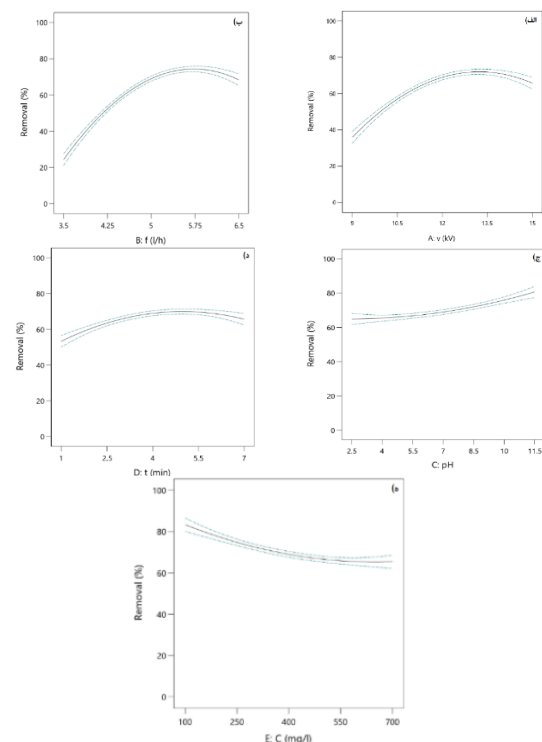 ب)
100
80
60
40
20
0
Removal (%)
3.5 4.25 5 5.75 6.5
B: f (l/h)
الف)
100
80
60
40
20
0
Removal (%)
9 10.5 12 13.5 15
A: v (kV)
د)
100
80
60
40
20
0
Removal (%)
1 2.5 4 5.5 7
D: t (min)
ج)
100
80
60
40
20
0
Removal (%)
2.5 4 5.5 7 8.5 10 11.5
C: pH
ه)
100
80
60
40
20
0
Removal (%)
100 250 400 550 700
E: C (mg/l)